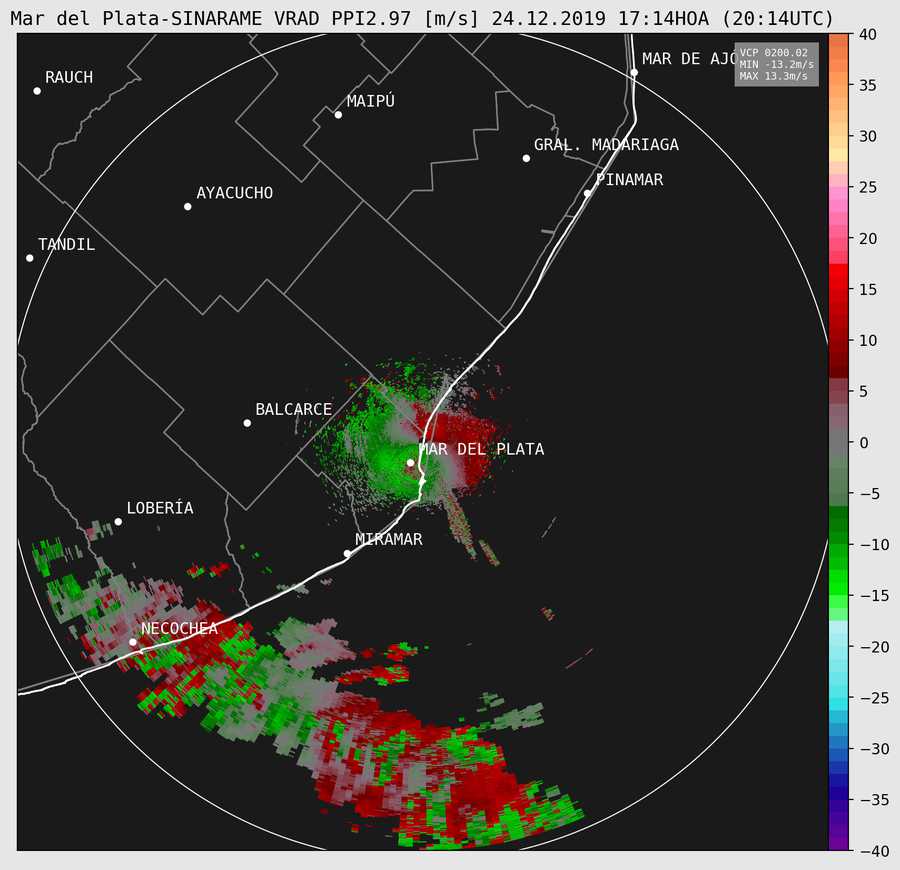 Mar del Plata-SINARAME VRAD PPI2.97 [m/s] 24.12.2019 17:14HOA (20:14UTC)
MAR DE AJÓ
VCP 0200.02
MIN -13.2m/s
MAX 13.3m/s
RAUCH
MAIPÚ
GRAL. MADARIAGA
PINAMAR
AYACUCHO
TANDIL
BALCARCE
MAR DEL PLATA
LOBERÍA
MIRAMAR
NECOCHEA
40
35
30
25
20
15
10
5
0
−5
−10
−15
−20
−25
−30
−35
−40